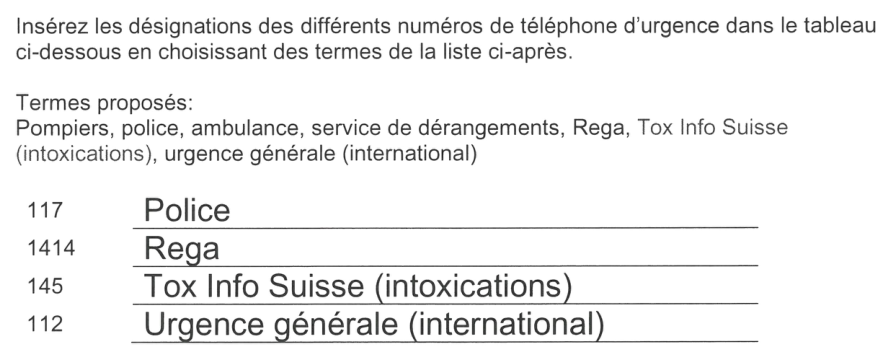 Insérez les désignations des différents numéros de téléphone d'urgence dans le tableau
ci-dessous en choisissant des termes de la liste ci-après.
Termes proposés:
Pompiers, police, ambulance, service de dérangements, Rega, Tox Info Suisse
(intoxications), urgence générale (international)
117 Police
1414 Rega
145 Tox Info Suisse (intoxications)
112 Urgence générale (international)